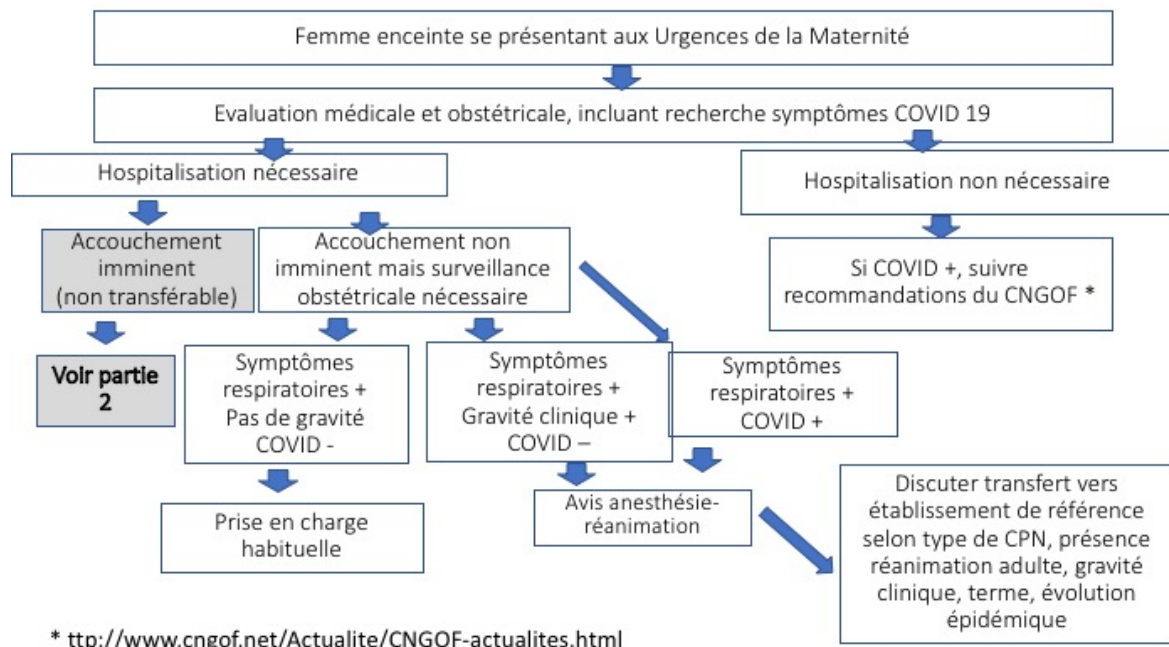 Femme enceinte se présentant aux Urgences de la Maternité
Evaluation médicale et obstétricale, incluant recherche symptômes COVID 19
Hospitalisation nécessaire
Hospitalisation non nécessaire
Accouchement
imminent
(non transférable)
Accouchement non
imminent mais surveillance
obstétricale nécessaire
Si COVID +, suivre
recommandations du CNGOF *
Voir partie
2
Symptômes
respiratoires +
Pas de gravité
COVID -
Symptômes
respiratoires +
Gravité clinique +
COVID –
Symptômes
respiratoires +
COVID +
Prise en charge
habituelle
Avis anesthésie-
réanimation
Discuter transfert vers
établissement de référence
selon type de CPN, présence
réanimation adulte, gravité
clinique, terme, évolution
épidémique
* ttp://www.cngof.net/Actualite/CNGOF-actualites.html